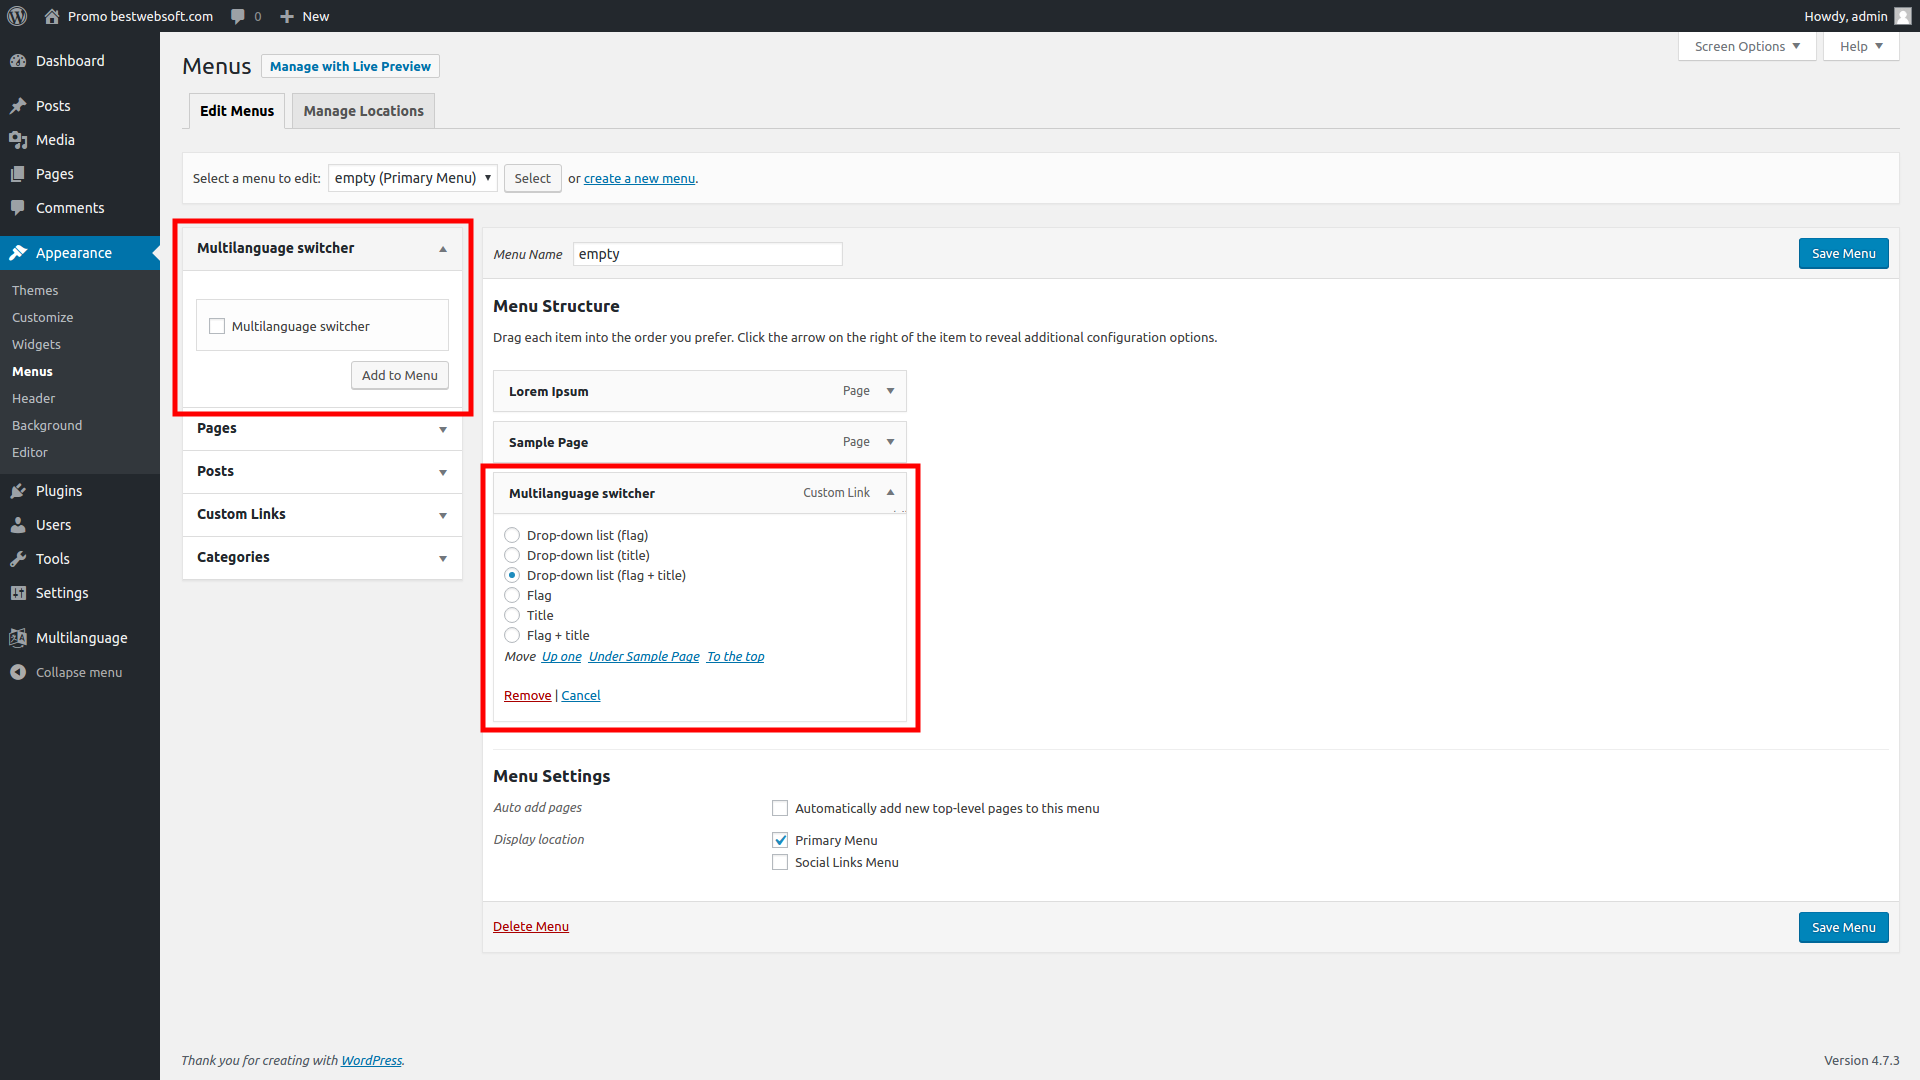 Promo bestwebsoft.com 0 New Howdy, admin
Dashboard
Posts
Media
Pages
Comments
Appearance
Themes
Customize
Widgets
Menus
Header
Background
Editor
Plugins
Users
Tools
Settings
Multilanguage
Collapse menu
Screen Options Help
Menus Manage with Live Preview
Edit Menus Manage Locations
Select a menu to edit: empty (Primary Menu) Select or create a new menu.
Multilanguage switcher
Multilanguage switcher
Add to Menu
Pages
Posts
Custom Links
Categories
Menu Name empty Save Menu
Menu Structure
Drag each item into the order you prefer. Click the arrow on the right of the item to reveal additional configuration options.
Lorem Ipsum Page
Sample Page Page
Multilanguage switcher Custom Link
Drop-down list (flag)
Drop-down list (title)
Drop-down list (flag + title)
Flag
Title
Flag + title
Move Up one Under Sample Page To the top
Remove | Cancel
Menu Settings
Auto add pages Automatically add new top-level pages to this menu
Display location Primary Menu
Social Links Menu
Delete Menu Save Menu
Thank you for creating with WordPress. Version 4.7.3